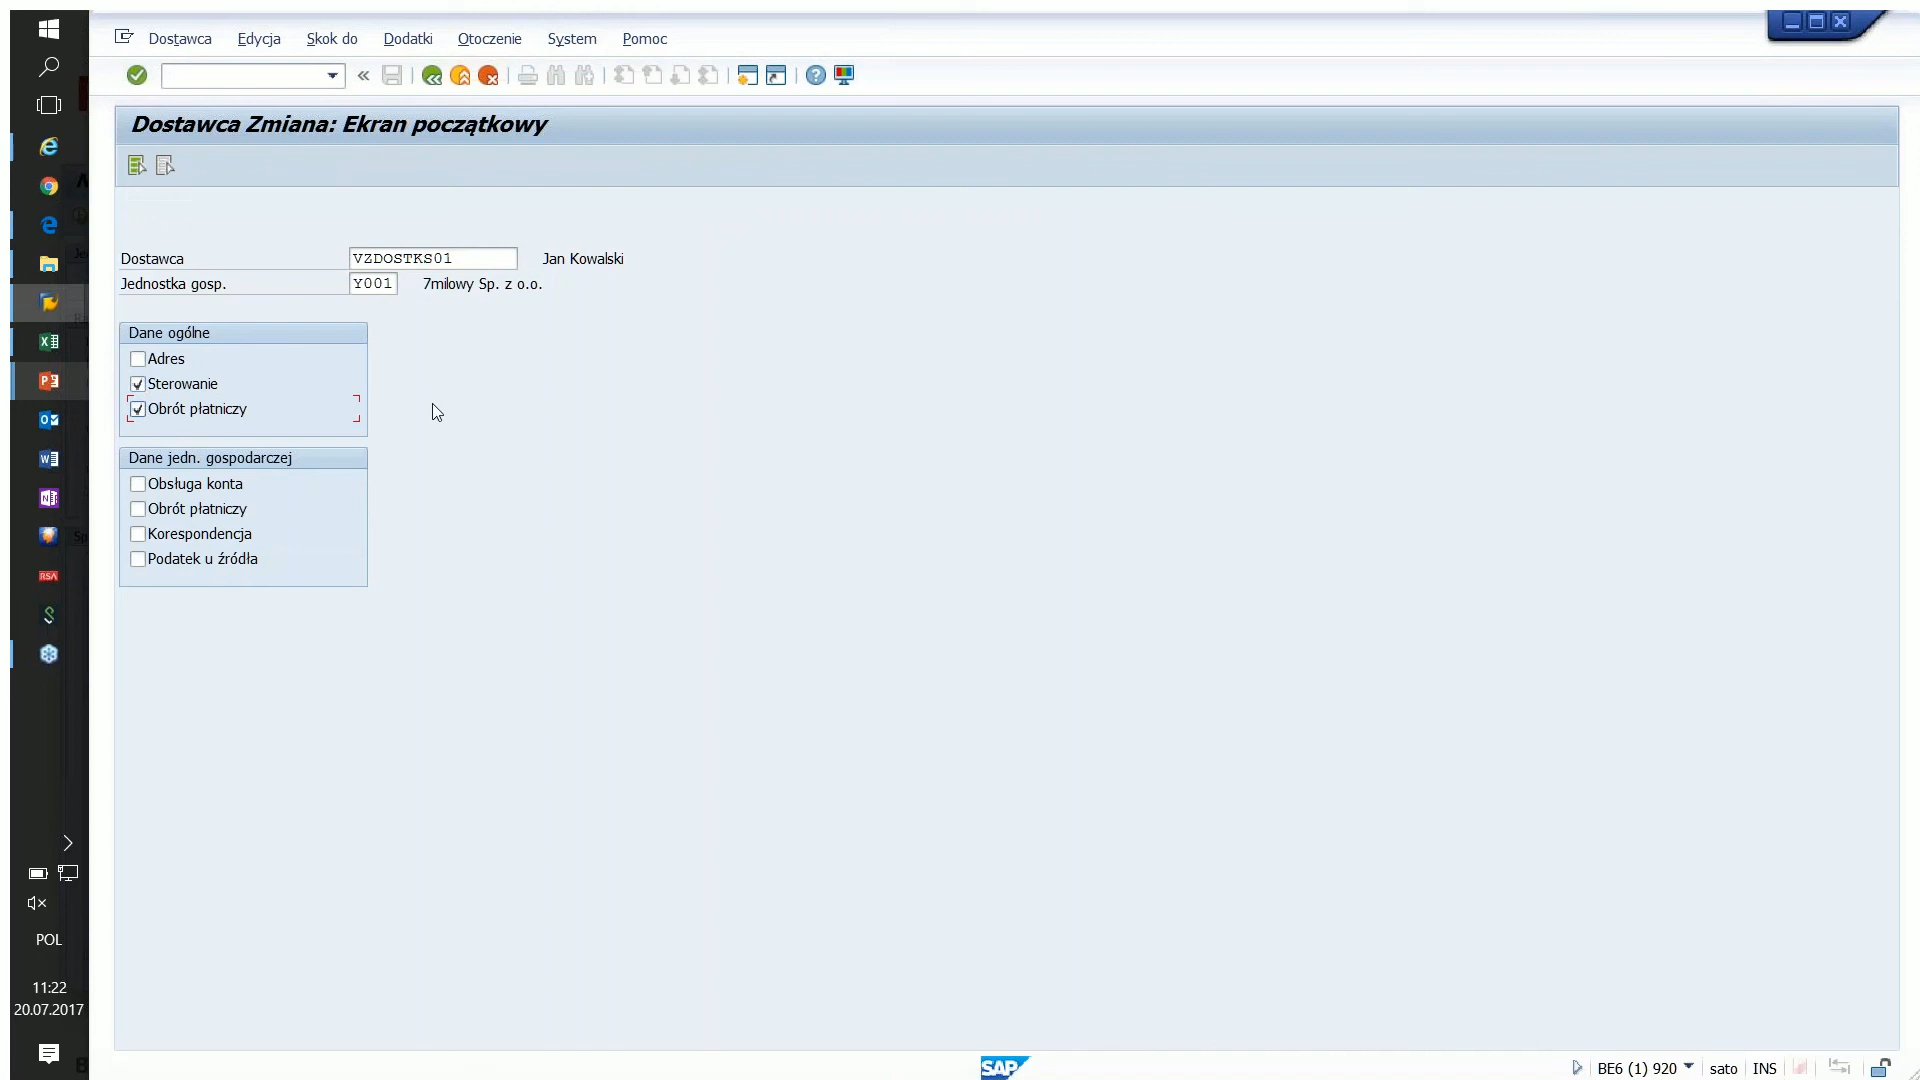 Dostawca Edycja Skok do Dodatki Otoczenie System Pomoc
Dostawca Zmiana: Ekran początkowy
Dostawca VZDOSTKS01 Jan Kowalski
Jednostka gosp. Y001 7milowy Sp. z o.o.
Dane ogólne
Adres
Sterowanie
Obrót płatniczy
Dane jedn. gospodarczej
Obsługa konta
Obrót płatniczy
Korespondencja
Podatek u źródła
RSA
POL
11:22
20.07.2017
SAP
BE6 (1) 920 sato INS